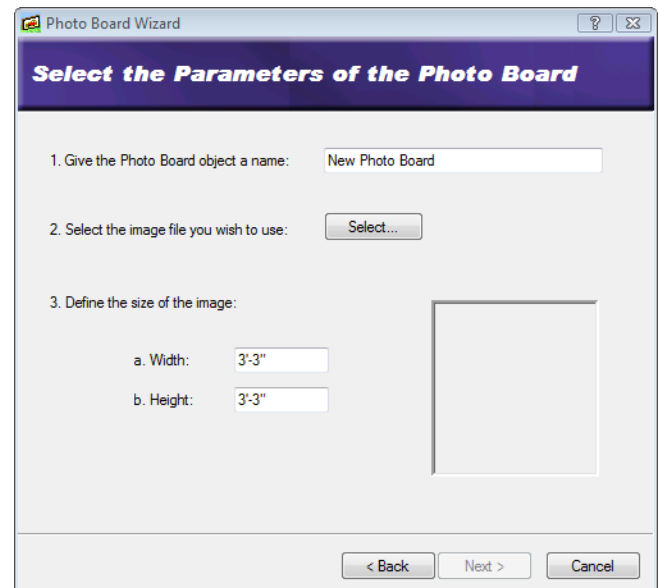 Photo Board Wizard
Select the Parameters of the Photo Board
1. Give the Photo Board object a name: New Photo Board
2. Select the image file you wish to use: Select...
3. Define the size of the image:
a. Width: 3'-3"
b. Height: 3'-3"
< Back Next > Cancel